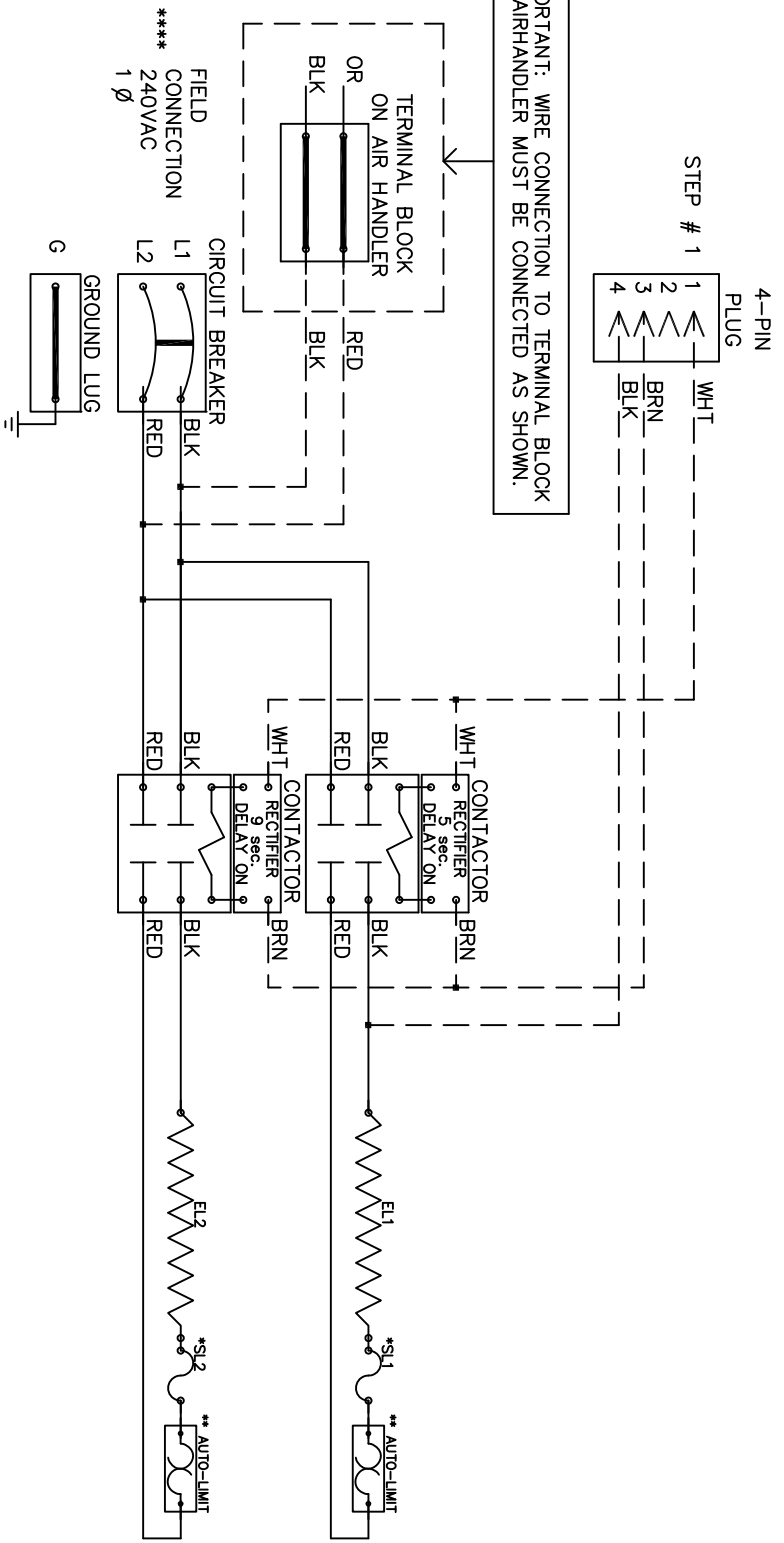 4-PIN
PLUG
STEP # 1
1
2
3
4
WHT
BRN
BLK
ORTANT: WIRE CONNECTION TO TERMINAL BLOCK
AIRHANDLER MUST BE CONNECTED AS SHOWN.
TERMINAL BLOCK
ON AIR HANDLER
OR
BLK
RED
BLK
FIELD
CONNECTION
240VAC
1 Ø
****
CIRCUIT BREAKER
L1
L2
BLK
RED
GROUND LUG
G
CONTACTOR
RECTIFIER
5 sec.
DELAY ON
WHT
BRN
BLK
RED
BLK
RED
CONTACTOR
RECTIFIER
9 sec.
DELAY ON
WHT
BRN
BLK
RED
BLK
RED
EL1
*SL1
** AUTO-LIMIT
EL2
*SL2
** AUTO-LIMIT